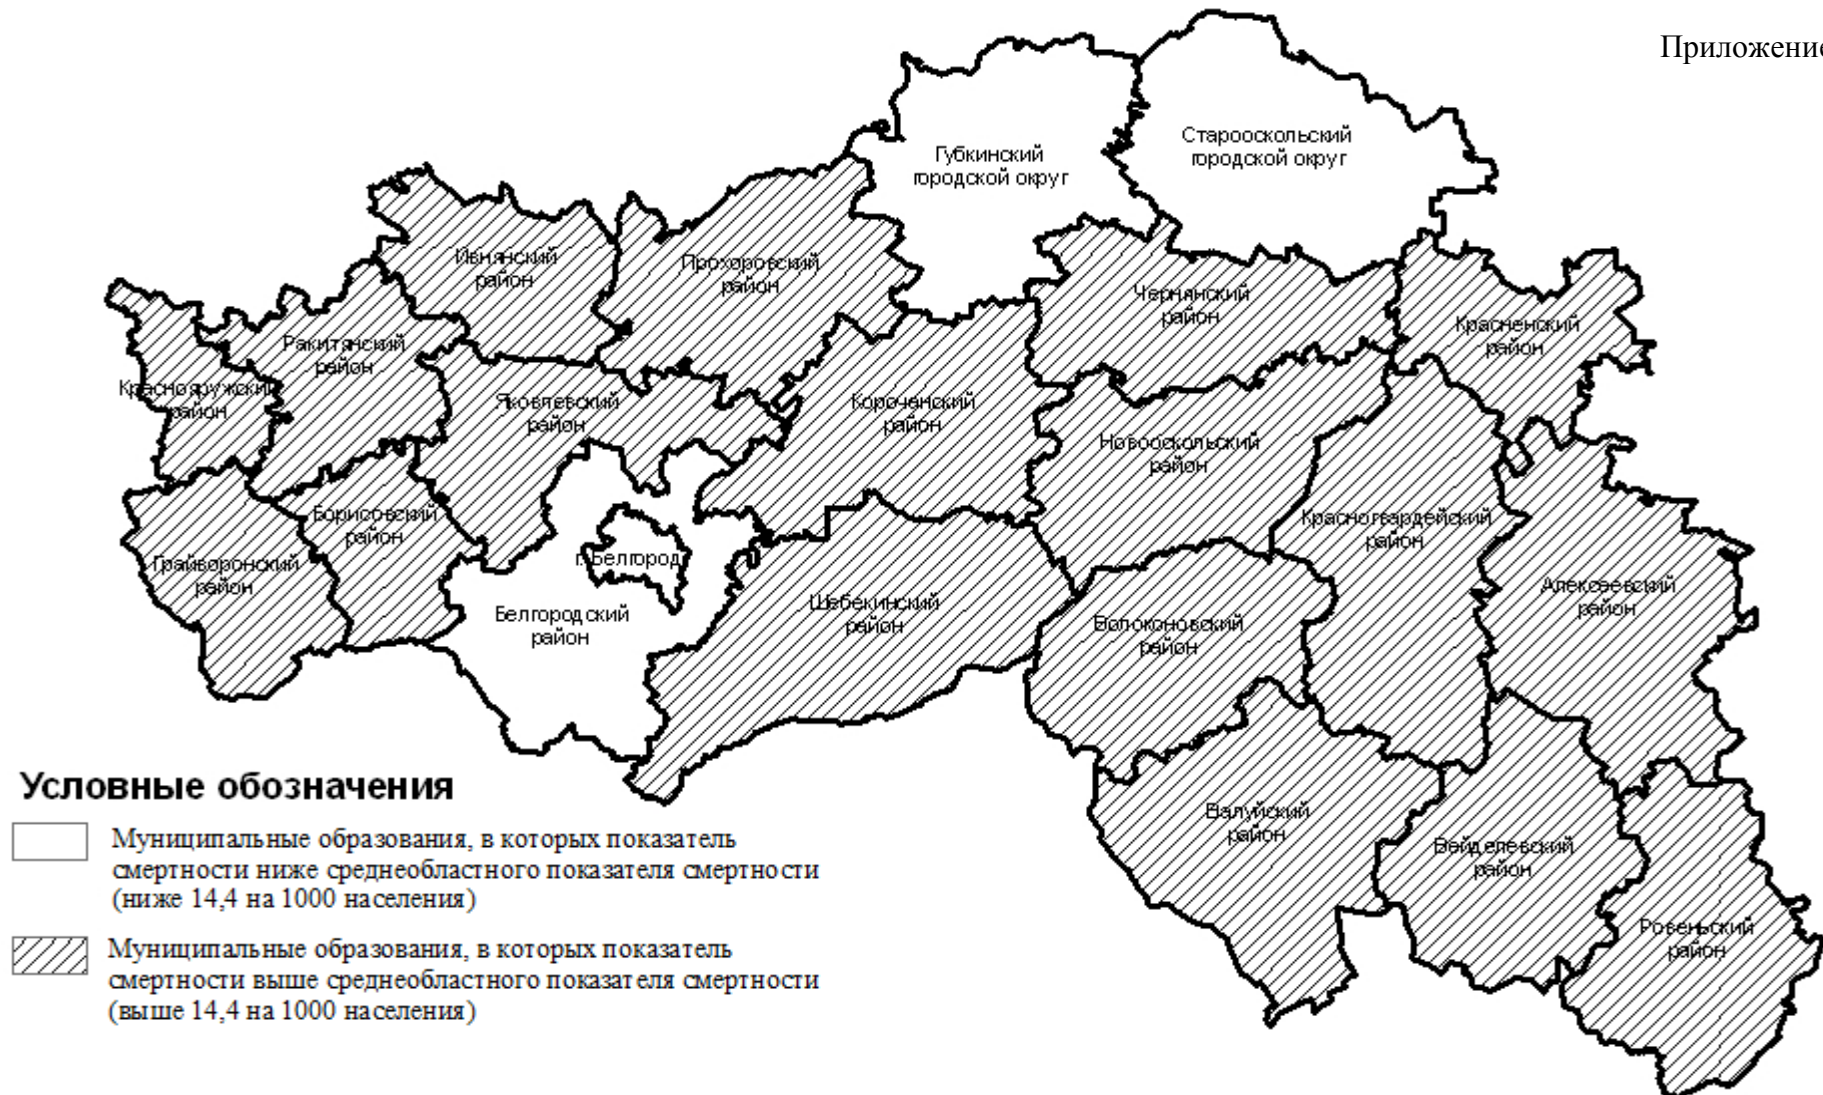 Приложение
Старооскольский
городской округ
Губкинский
городской округ
Ивнянский
район
Прохоровский
район
Чернянский
район
Красненский
район
Ракитянский
район
Краснояружский
район
Яковлевский
район
Корочанский
район
Новооскольский
район
Борисовский
район
Красногвардейский
район
Грайворонский
район
г. Белгород
Алексеевский
район
Белгородский
район
Шебекинский
район
Волоконовский
район
Валуйский
район
Вейделевский
район
Ровеньский
район
Условные обозначения
Муниципальные образования, в которых показатель
смертности ниже среднеобластного показателя смертности
(ниже 14,4 на 1000 населения)
Муниципальные образования, в которых показатель
смертности выше среднеобластного показателя смертности
(выше 14,4 на 1000 населения)